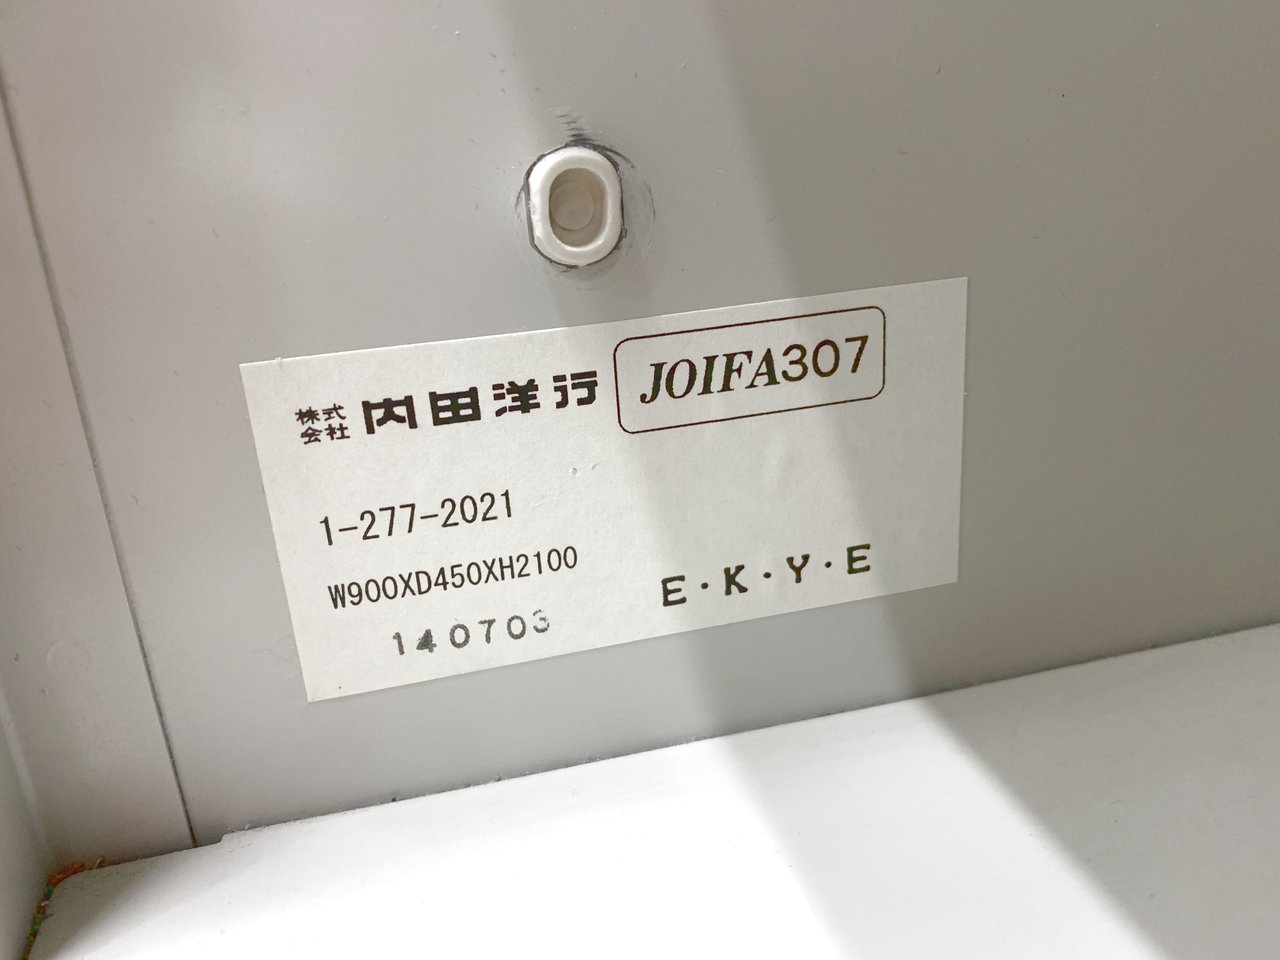 株式会社 内田洋行 JOIFA307
1-277-2021
W900XD450XH2100
140703
E・K・Y・E